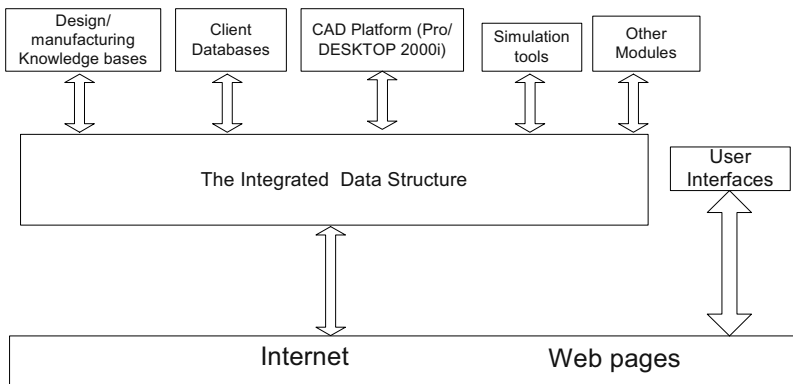 Design/
manufacturing
Knowledge bases
Client
Databases
CAD Platform (Pro/
DESKTOP 2000i)
Simulation
tools
Other
Modules
The Integrated Data Structure
User
Interfaces
Internet
Web pages